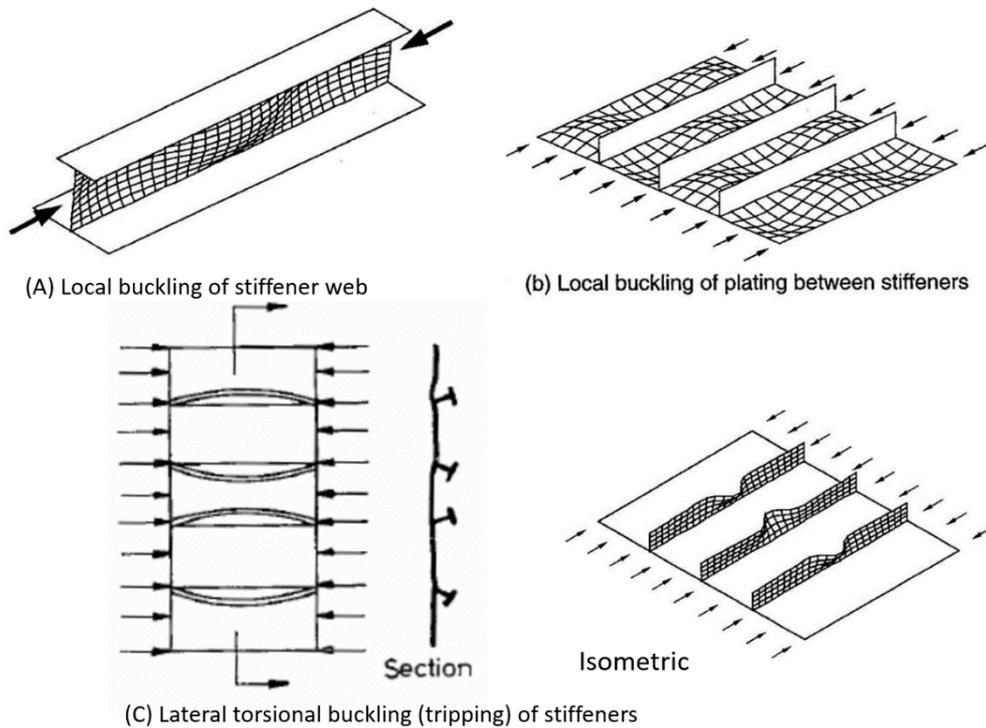 (A) Local buckling of stiffener web
(b) Local buckling of plating between stiffeners
Section
Isometric
(C) Lateral torsional buckling (tripping) of stiffeners